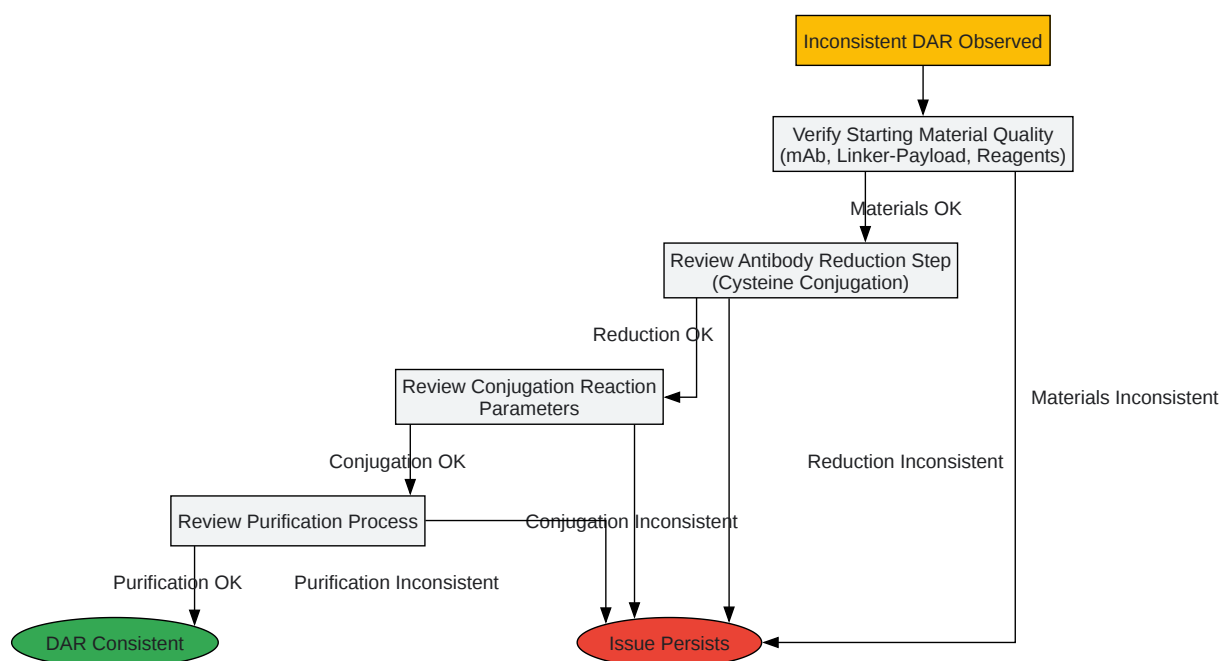 Inconsistent DAR Observed
Verify Starting Material Quality
(mAb, Linker-Payload, Reagents)
Materials OK
Review Antibody Reduction Step
(Cysteine Conjugation)
Reduction OK
Review Conjugation Reaction
Parameters
Materials Inconsistent
Conjugation OK
Reduction Inconsistent
Review Purification Process
Conjugation Inconsistent
Purification OK
Purification Inconsistent
DAR Consistent
Issue Persists